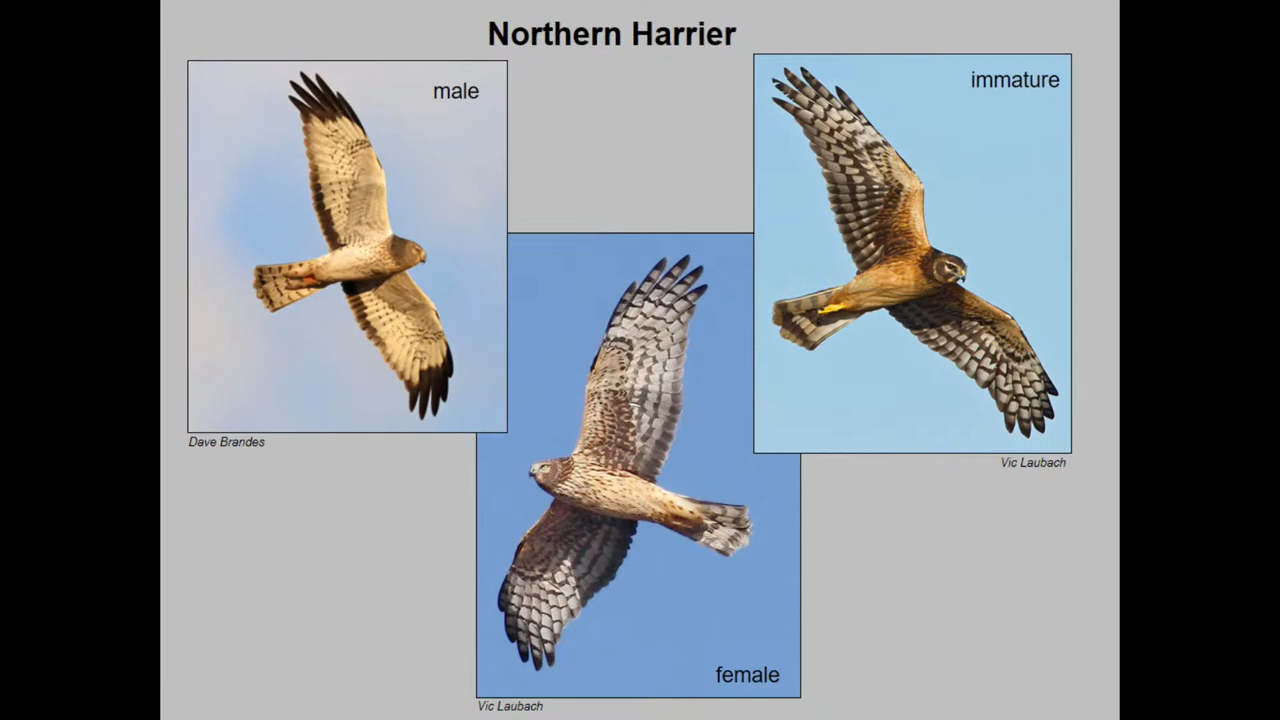 Northern Harrier
male
immature
Dave Brandes
Vic Laubach
female
Vic Laubach